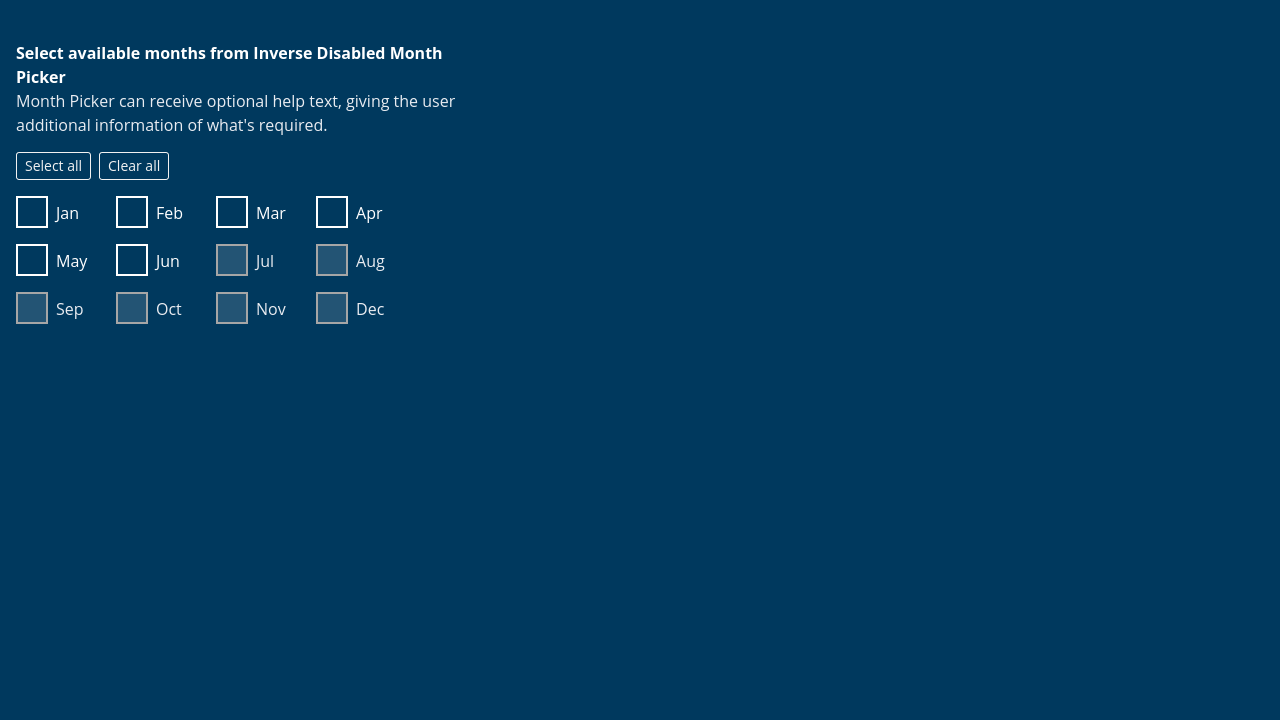 Select available months from Inverse Disabled Month
Picker
Month Picker can receive optional help text, giving the user
additional information of what's required.
Select all Clear all
Jan Feb Mar Apr
May Jun Jul Aug
Sep Oct Nov Dec